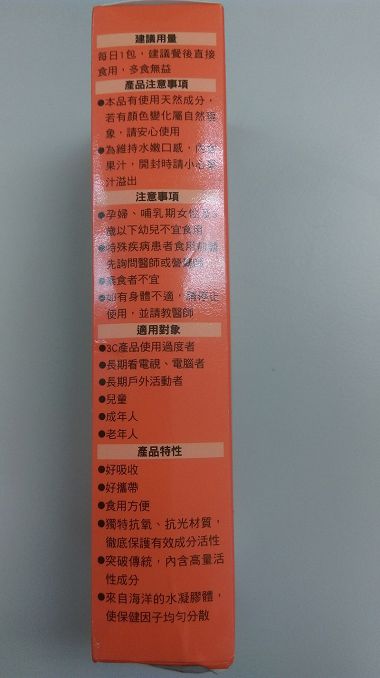 建議用量
每日1包，建議餐後直接
食用，多食無益
產品注意事項
●本品有使用天然成分，
若有顏色變化屬自然現
象，請安心使用
●為維持水嫩口感，內含
果汁，開封時請小心果
汁溢出
注意事項
●孕婦、哺乳期女性及
歲以下幼兒不宜食用
●特殊疾病患者食用前請
先詢問醫師或營養師
●素食者不宜
●如有身體不適，請停止
使用，並請教醫師
適用對象
●3C產品使用過度者
●長期看電視、電腦者
●長期戶外活動者
●兒童
●成年人
●老年人
產品特性
●好吸收
●好攜帶
●食用方便
●獨特抗氧、抗光材質，
徹底保護有效成分活性
●突破傳統，內含高量活
性成分
●來自海洋的水凝膠體，
使保健因子均勻分散